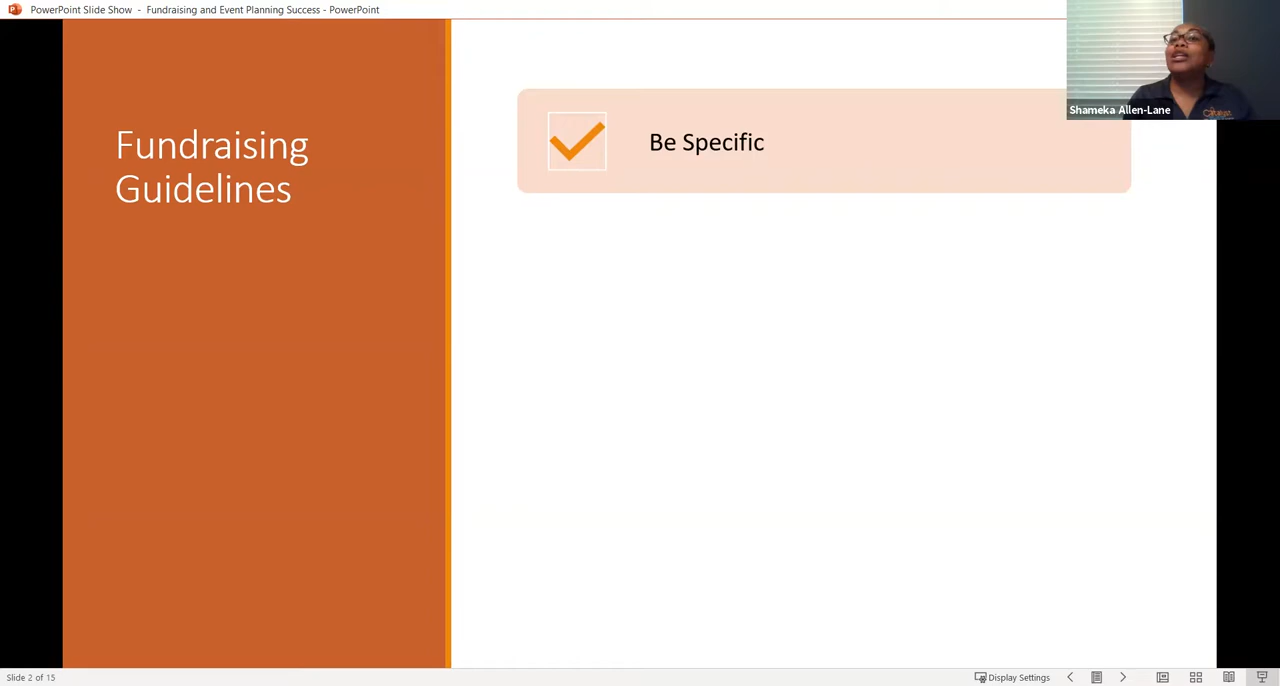 PowerPoint Slide Show - Fundraising and Event Planning Success - PowerPoint
Shameka Allen-Lane
Fundraising
Guidelines
Be Specific
Slide 2 of 15
Display Settings